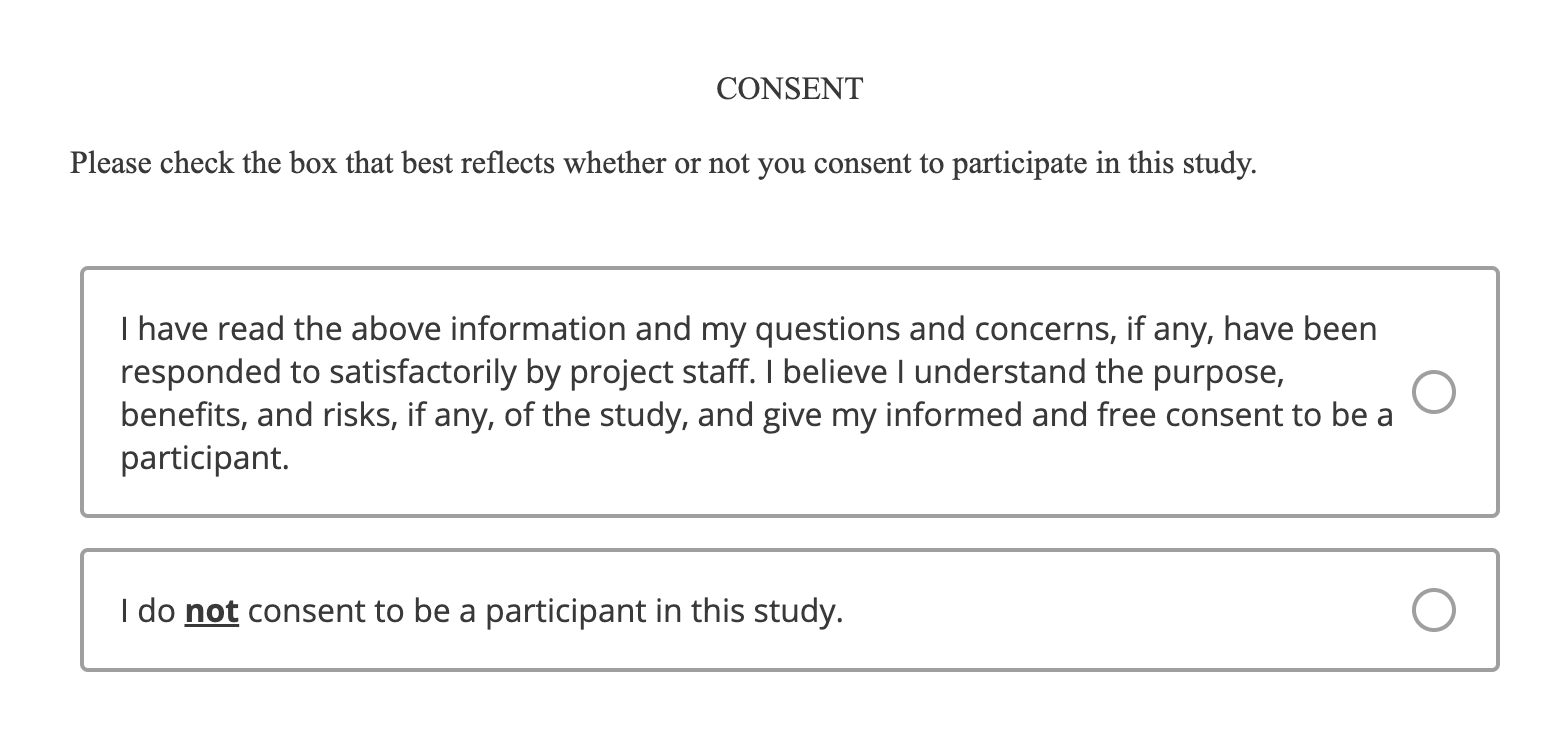 CONSENT
Please check the box that best reflects whether or not you consent to participate in this study.
I have read the above information and my questions and concerns, if any, have been
responded to satisfactorily by project staff. I believe I understand the purpose,
benefits, and risks, if any, of the study, and give my informed and free consent to be a
participant.
I do not consent to be a participant in this study.